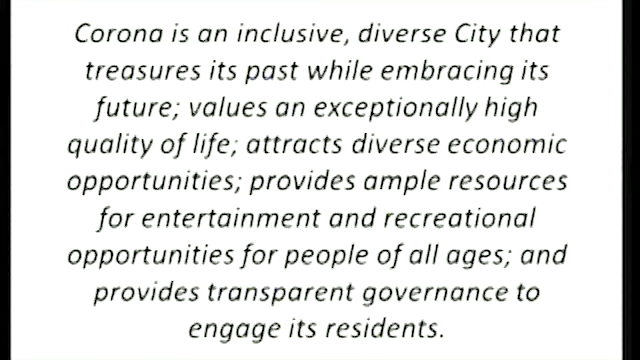 Corona is an inclusive, diverse City that
treasures its past while embracing its
future; values an exceptionally high
quality of life; attracts diverse economic
opportunities; provides ample resources
for entertainment and recreational
opportunities for people of all ages; and
provides transparent governance to
engage its residents.